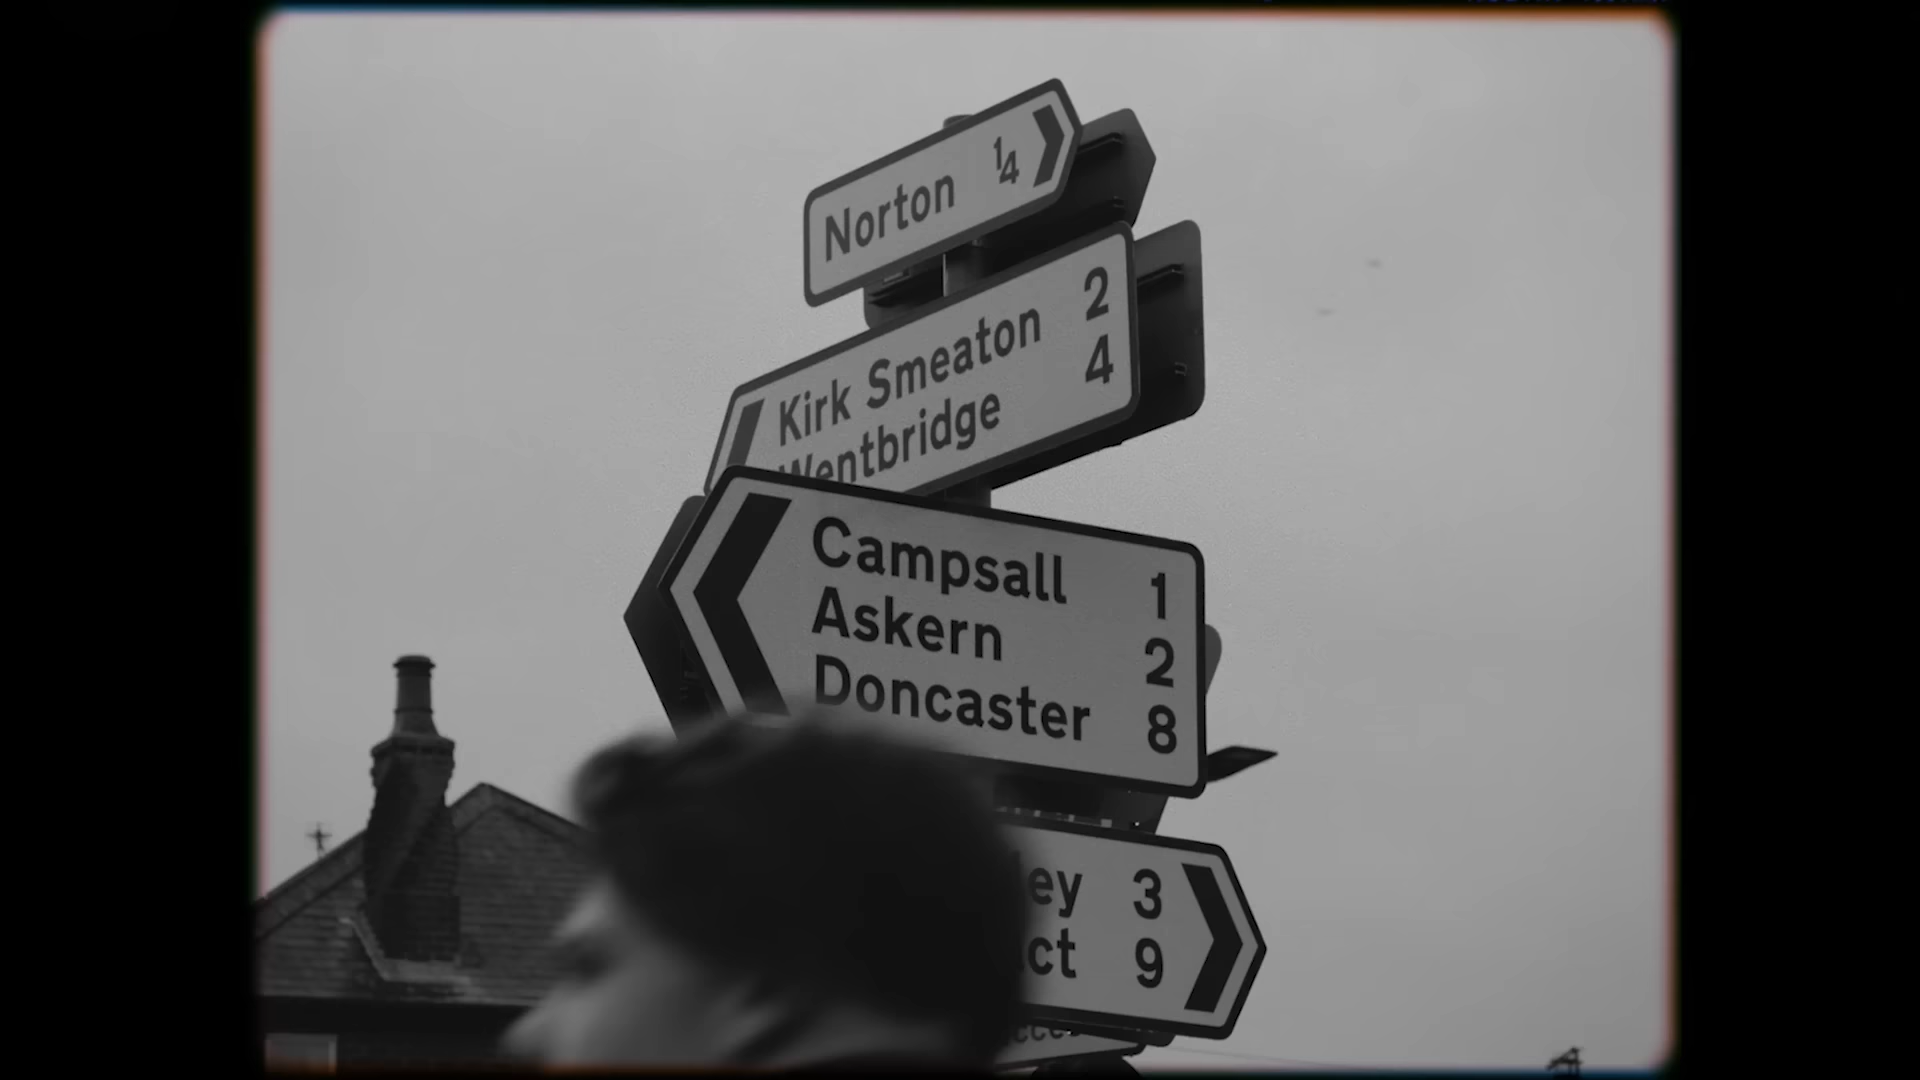 Norton ¼
Kirk Smeaton 2
Wentbridge 4
Campsall 1
Askern 2
Doncaster 8
ey 3
ct 9